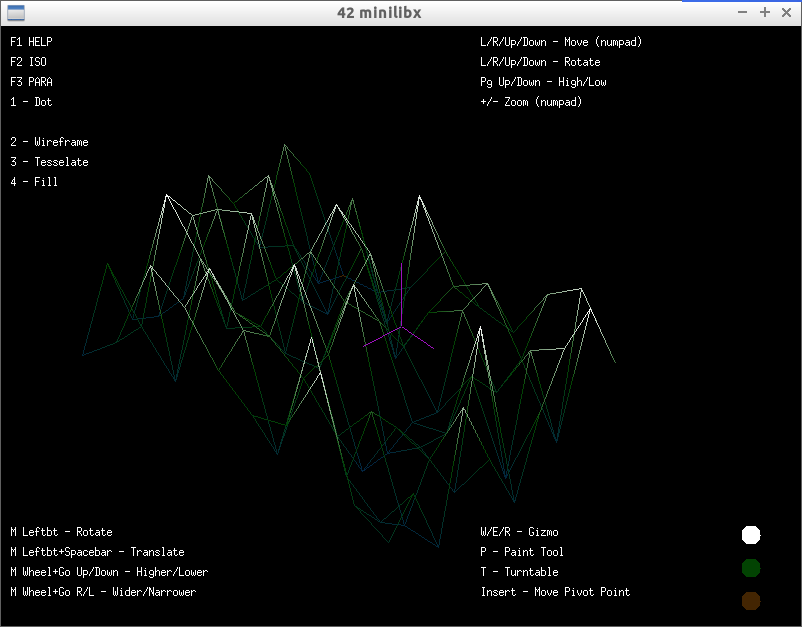 42 minilibx
F1 HELP
F2 ISO
F3 PARA
1 - Dot
2 - Wireframe
3 - Tesselate
4 - Fill
L/R/Up/Down - Move (numpad)
L/R/Up/Down - Rotate
Pg Up/Down - High/Low
+/- Zoom (numpad)
M Leftbt - Rotate
M Leftbt+Spacebar - Translate
M Wheel+Go Up/Down - Higher/Lower
M Wheel+Go R/L - Wider/Narrower
W/E/R - Gizmo
P - Paint Tool
T - Turntable
Insert - Move Pivot Point